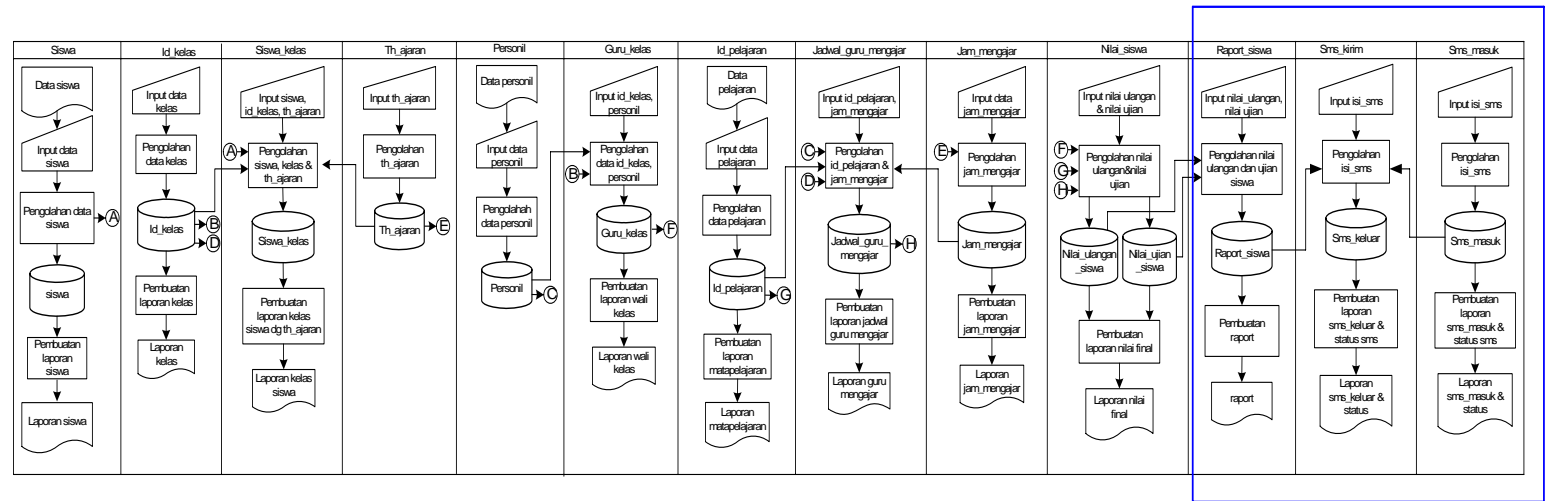 Siswa
Id_kelas
Siswa_kelas
Th_ajaran
Personil
Guru_kelas
Id_pelajaran
Jadwal_guru_mengajar
Jam_mengajar
Nilai_siswa
Raport_siswa
Sms_kirim
Sms_masuk
Data siswa
Input data
siswa
Pengolahan data
siswa
A
siswa
Pembuatan
laporan
siswa
Laporan siswa
Input data
kelas
Pengolahan
data kelas
Id_kelas
B
D
Pembuatan
laporan kelas
Laporan
kelas
Input siswa,
id_kelas, th_ajaran
A
Pengolahan
siswa, kelas &
th_ajaran
Siswa_kelas
Pembuatan
laporan kelas
siswa dg th_ajaran
Laporan kelas
siswa
Input th_ajaran
Pengolahan
th_ajaran
Th_ajaran
E
Data personil
Input data
personil
Pengolahah
data personil
Personil
C
Input id_kelas,
personil
Pengolahan
data id_kelas,
personil
B
Guru_kelas
F
Pembuatan
laporan wali
kelas
Laporan wali
kelas
Data
pelajaran
Input data
pelajaran
Pengolahan
data pelajaran
Id_pelajaran
G
Pembuatan
laporan
matapelajaran
Laporan
matapelajaran
Input id_pelajaran,
jam_mengajar
C
Pengolahan
id_pelajaran &
jam_mengajar
D
Jadwal_guru_
mengajar
H
Pembuatan
laporan jadwal
guru mengajar
Laporan guru
mengajar
Input data
jam_mengajar
E
Pengolahan
jam_mengajar
Jam_mengajar
Pembuatan
laporan
jam_mengajar
Laporan
jam_mengajar
Input nilai ulangan
& nilai ujian
F
G
H
Pengolahan nilai
ulangan&nilai
ujian
Nilai_ulangan
_siswa
Nilai_ujian
_siswa
Pembuatan
laporan nilai final
Laporan nilai
final
Input nilai_ulangan,
nilai ujian
Pengolahan nilai
ulangan dan ujian
siswa
Raport_siswa
Pembuatan
raport
raport
Input isi_sms
Pengolahan
isi_sms
Sms_keluar
Pembuatan
laporan
sms_keluar &
status sms
Laporan
sms_keluar &
status
Input isi_sms
Pengolahan
isi_sms
Sms_masuk
Pembuatan
laporan
sms_masuk &
status sms
Laporan
sms_masuk &
status